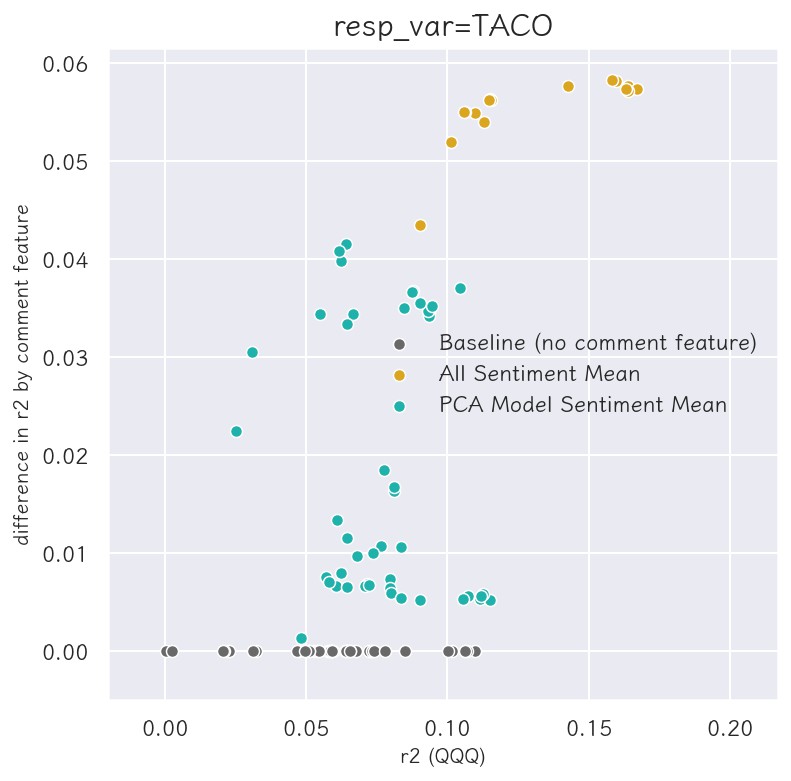 resp_var=TACO
0.06
0.05
0.04
0.03
0.02
0.01
0.00
difference in r2 by comment feature
Baseline (no comment feature)
All Sentiment Mean
PCA Model Sentiment Mean
0.00 0.05 0.10 0.15 0.20
r2 (QQQ)